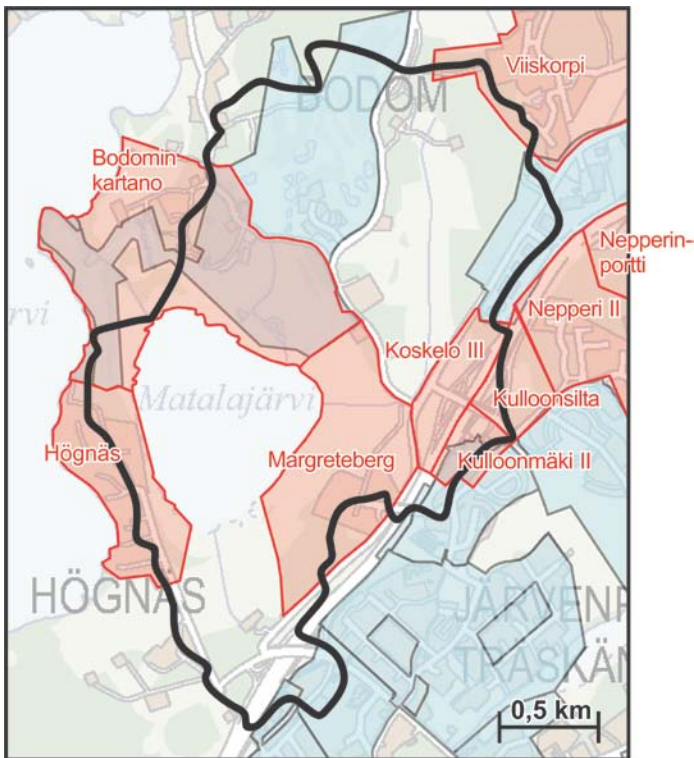 Viiskorpi
BODOM
Bodomin
kartano
Nepperin-
portti
rvi
Nepperi II
Koskelo III
Matalajärvi
Kulloonsilta
Högnäs
Margreteberg
Kulloonmäki II
HÖGNÄS
JÄRVENP
TRÄSKÄN
0,5 km